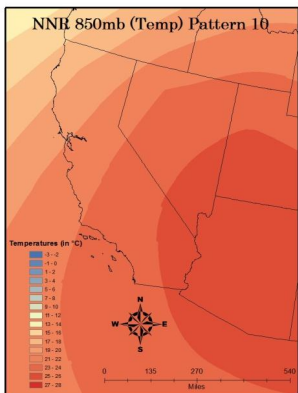 NNR 850mb (Temp) Pattern 10
Temperatures (in °C)
-3 - -2
-1 - 0
1 - 2
3 - 4
5 - 6
7 - 8
9 - 10
11 - 12
13 - 14
15 - 16
17 - 18
19 - 20
21 - 22
23 - 24
25 - 26
27 - 28
N
W E
S
0 135 270 540
Miles